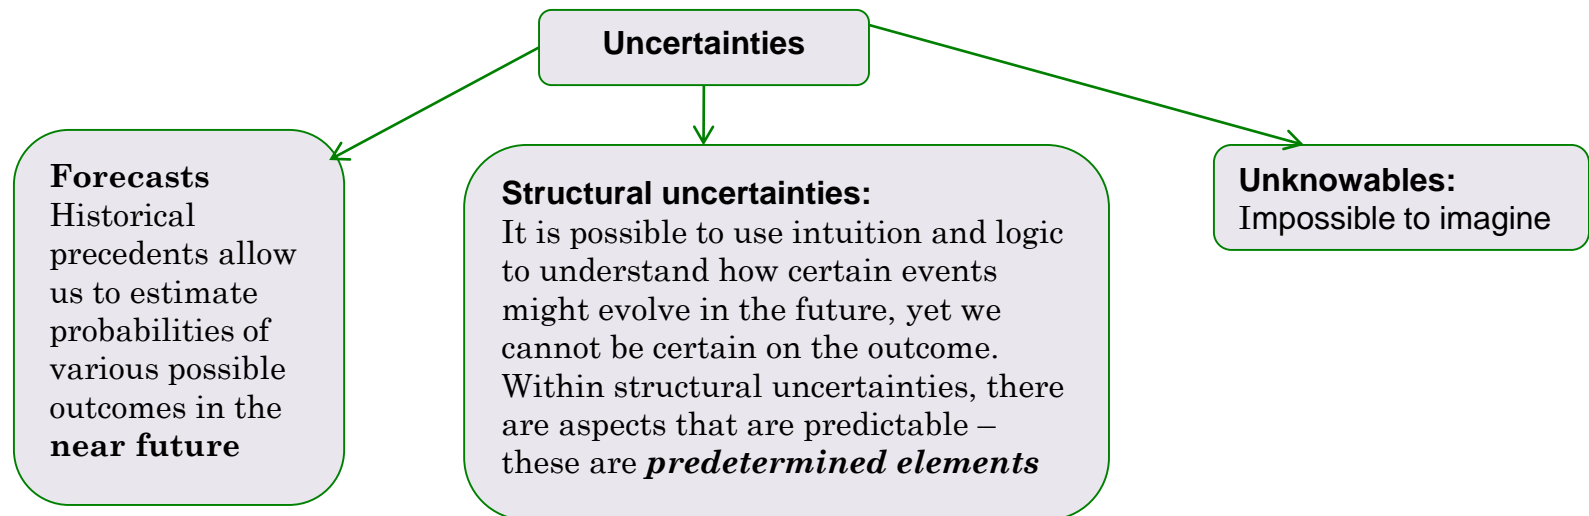 Uncertainties
Forecasts
Historical
precedents allow
us to estimate
probabilities of
various possible
outcomes in the
near future
Structural uncertainties:
It is possible to use intuition and logic
to understand how certain events
might evolve in the future, yet we
cannot be certain on the outcome.
Within structural uncertainties, there
are aspects that are predictable –
these are predetermined elements
Unknowables:
Impossible to imagine